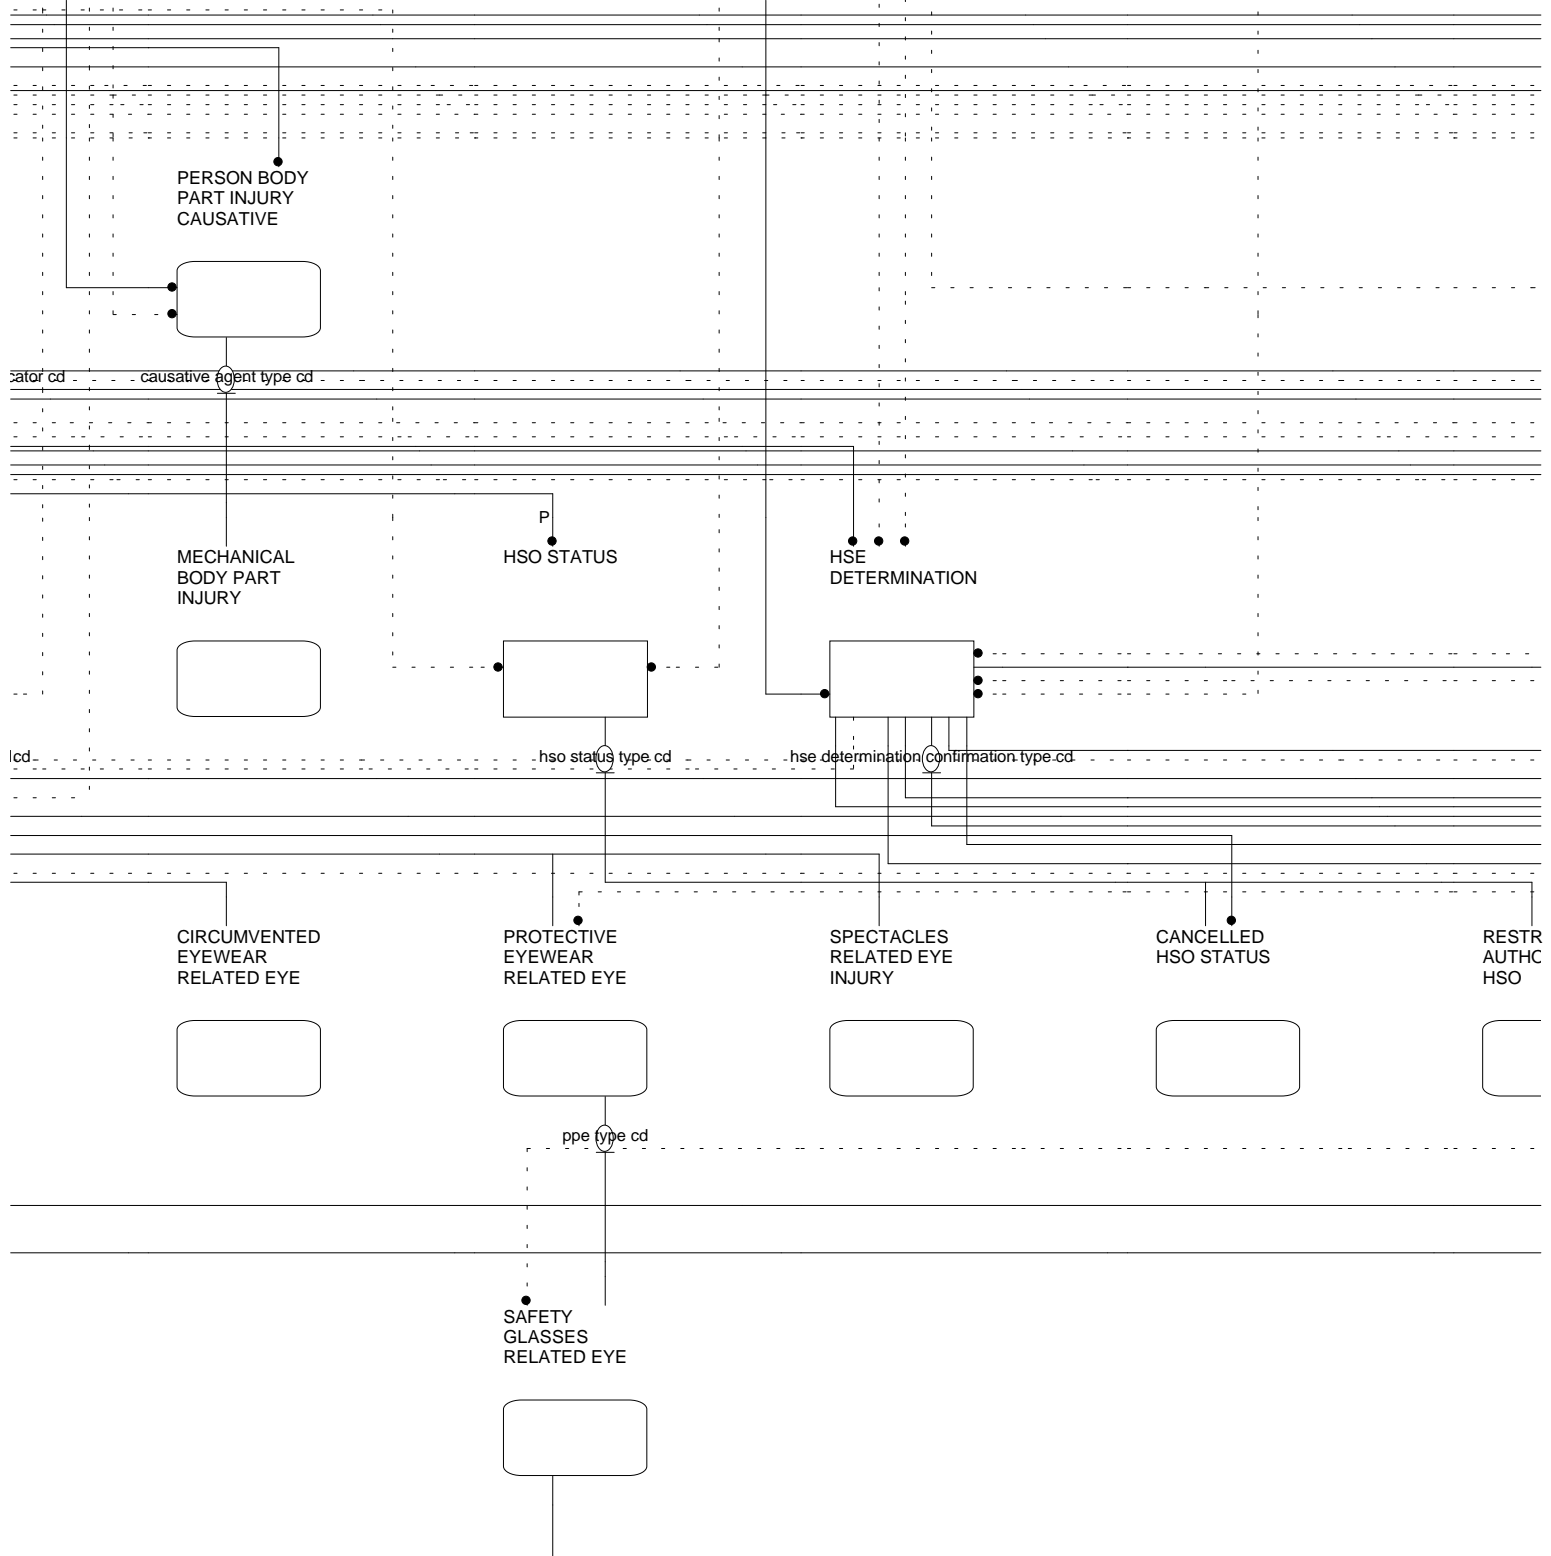 PERSON BODY
PART INJURY
CAUSATIVE
cator cd
causative agent type cd
P
MECHANICAL
BODY PART
INJURY
HSO STATUS
HSE
DETERMINATION
cd
hso status type cd
hse determination confirmation type cd
CIRCUMVENTED
EYEWEAR
RELATED EYE
PROTECTIVE
EYEWEAR
RELATED EYE
SPECTACLES
RELATED EYE
INJURY
CANCELLED
HSO STATUS
RESTR
AUTHO
HSO
ppe type cd
SAFETY
GLASSES
RELATED EYE